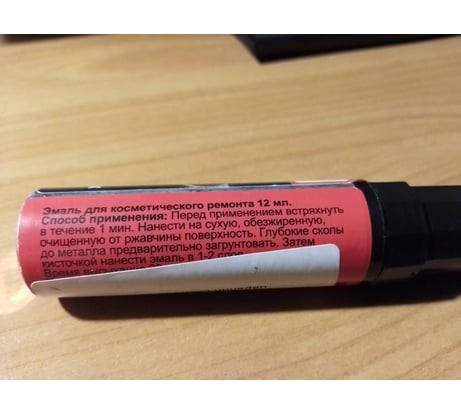 Эмаль для косметического ремонта 12 мл.
Способ применения: Перед применением встряхнуть
в течение 1 мин. Нанести на сухую, обезжиренную,
очищенную от ржавчины поверхность. Глубокие сколы
до металла предварительно загрунтовать. Затем
кисточкой нанести эмаль в 1-2 слоя
Время